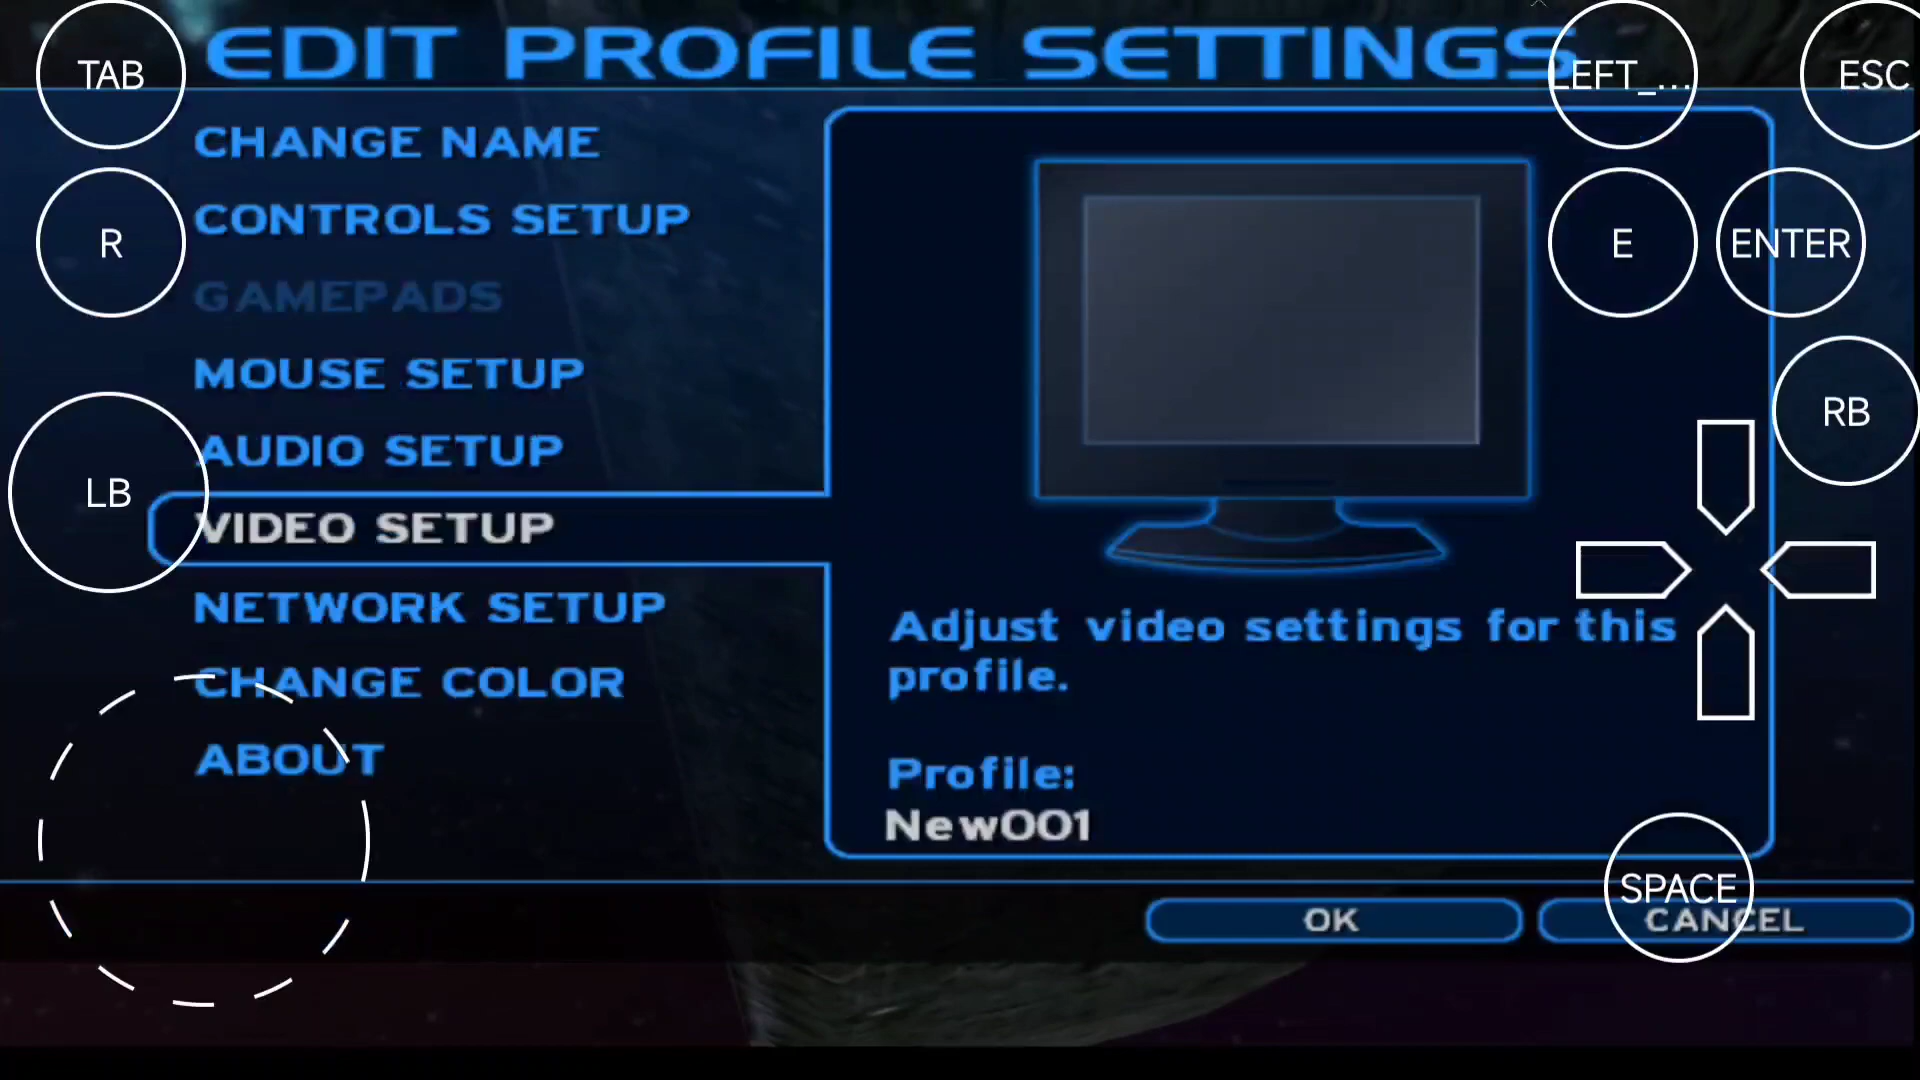 EDIT PROFILE SETTINGS
TAB
LEFT_...
ESC
CHANGE NAME
CONTROLS SETUP
R
E
ENTER
GAMEPADS
MOUSE SETUP
RB
AUDIO SETUP
LB
VIDEO SETUP
NETWORK SETUP
Adjust video settings for this
profile.
CHANGE COLOR
ABOUT
Profile:
New001
SPACE
OK
CANCEL